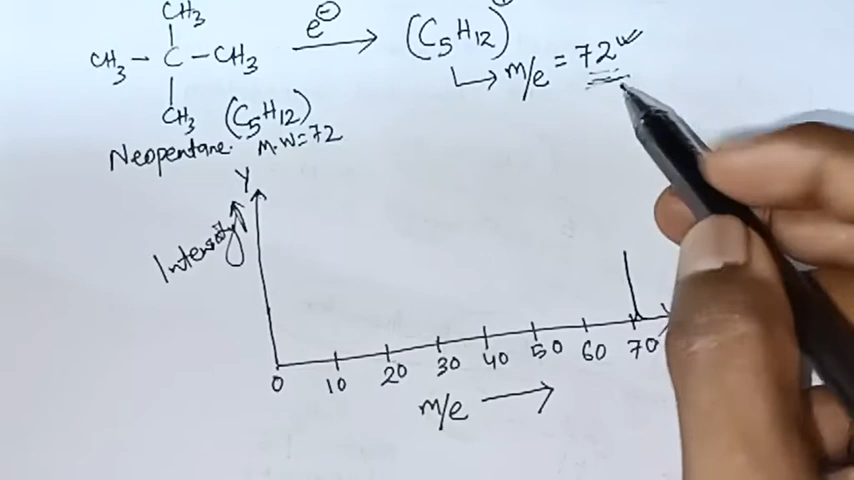 CH3
e⊖
CH3 - C - CH3 → (C5H12)
m/e = 72
CH3 (C5H12)
Neopentane. M.W=72
Y
Intensity
0 10 20 30 40 50 60 70
m/e →